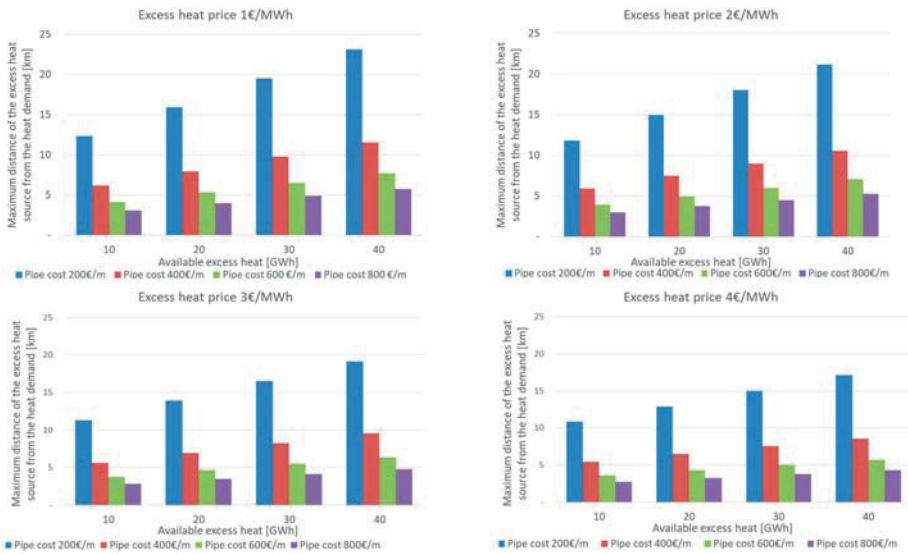 Excess heat price 1€/MWh
Maximum distance of the excess heat
source from the heat demand [km]
25
20
15
10
5
-
10 20 30 40
Available excess heat [GWh]
Pipe cost 200€/m Pipe cost 400€/m Pipe cost 600 €/m Pipe cost 800 €/m
Excess heat price 2€/MWh
Maximum distance of the excess heat
source from the heat demand [km]
25
20
15
10
5
-
10 20 30 40
Available excess heat [GWh]
Pipe cost 200€/m Pipe cost 400€/m Pipe cost 600€/m Pipe cost 800€/m
Excess heat price 3€/MWh
Maximum distance of the excess heat
source from the heat demand [km]
25
20
15
10
5
-
10 20 30 40
Available excess heat [GWh]
Pipe cost 200€/m Pipe cost 400€/m Pipe cost 600€/m Pipe cost 800€/m
Excess heat price 4€/MWh
Maximum distance of the excess heat
source from the heat demand [km]
25
20
15
10
5
-
10 20 30 40
Available excess heat [GWh]
Pipe cost 200€/m Pipe cost 400€/m Pipe cost 600€/m Pipe cost 800€/m